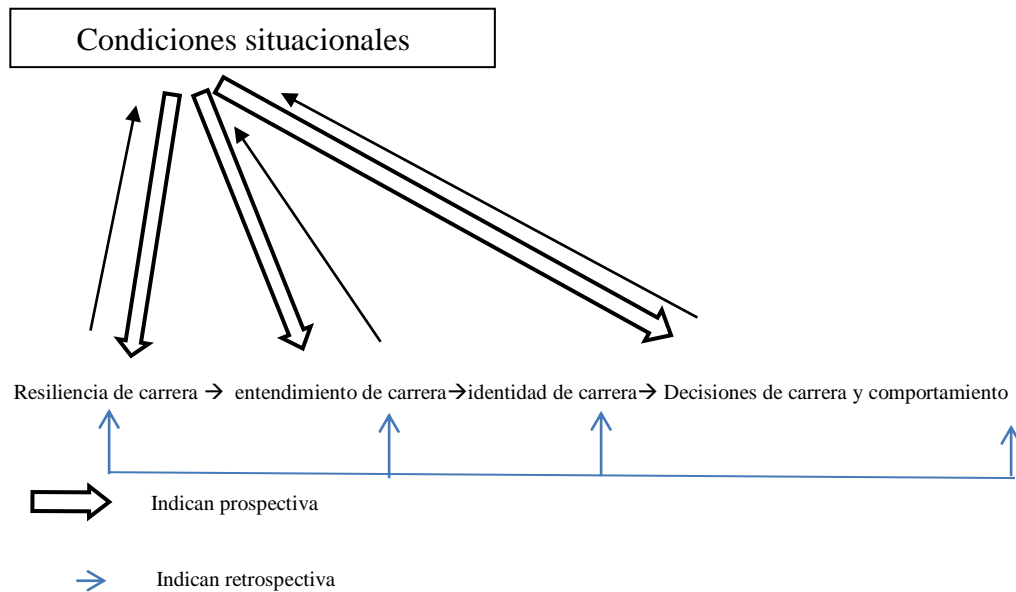 Condiciones situacionales
Resiliencia de carrera → entendimiento de carrera→identidad de carrera→ Decisiones de carrera y comportamiento
Indican prospectiva
Indican retrospectiva